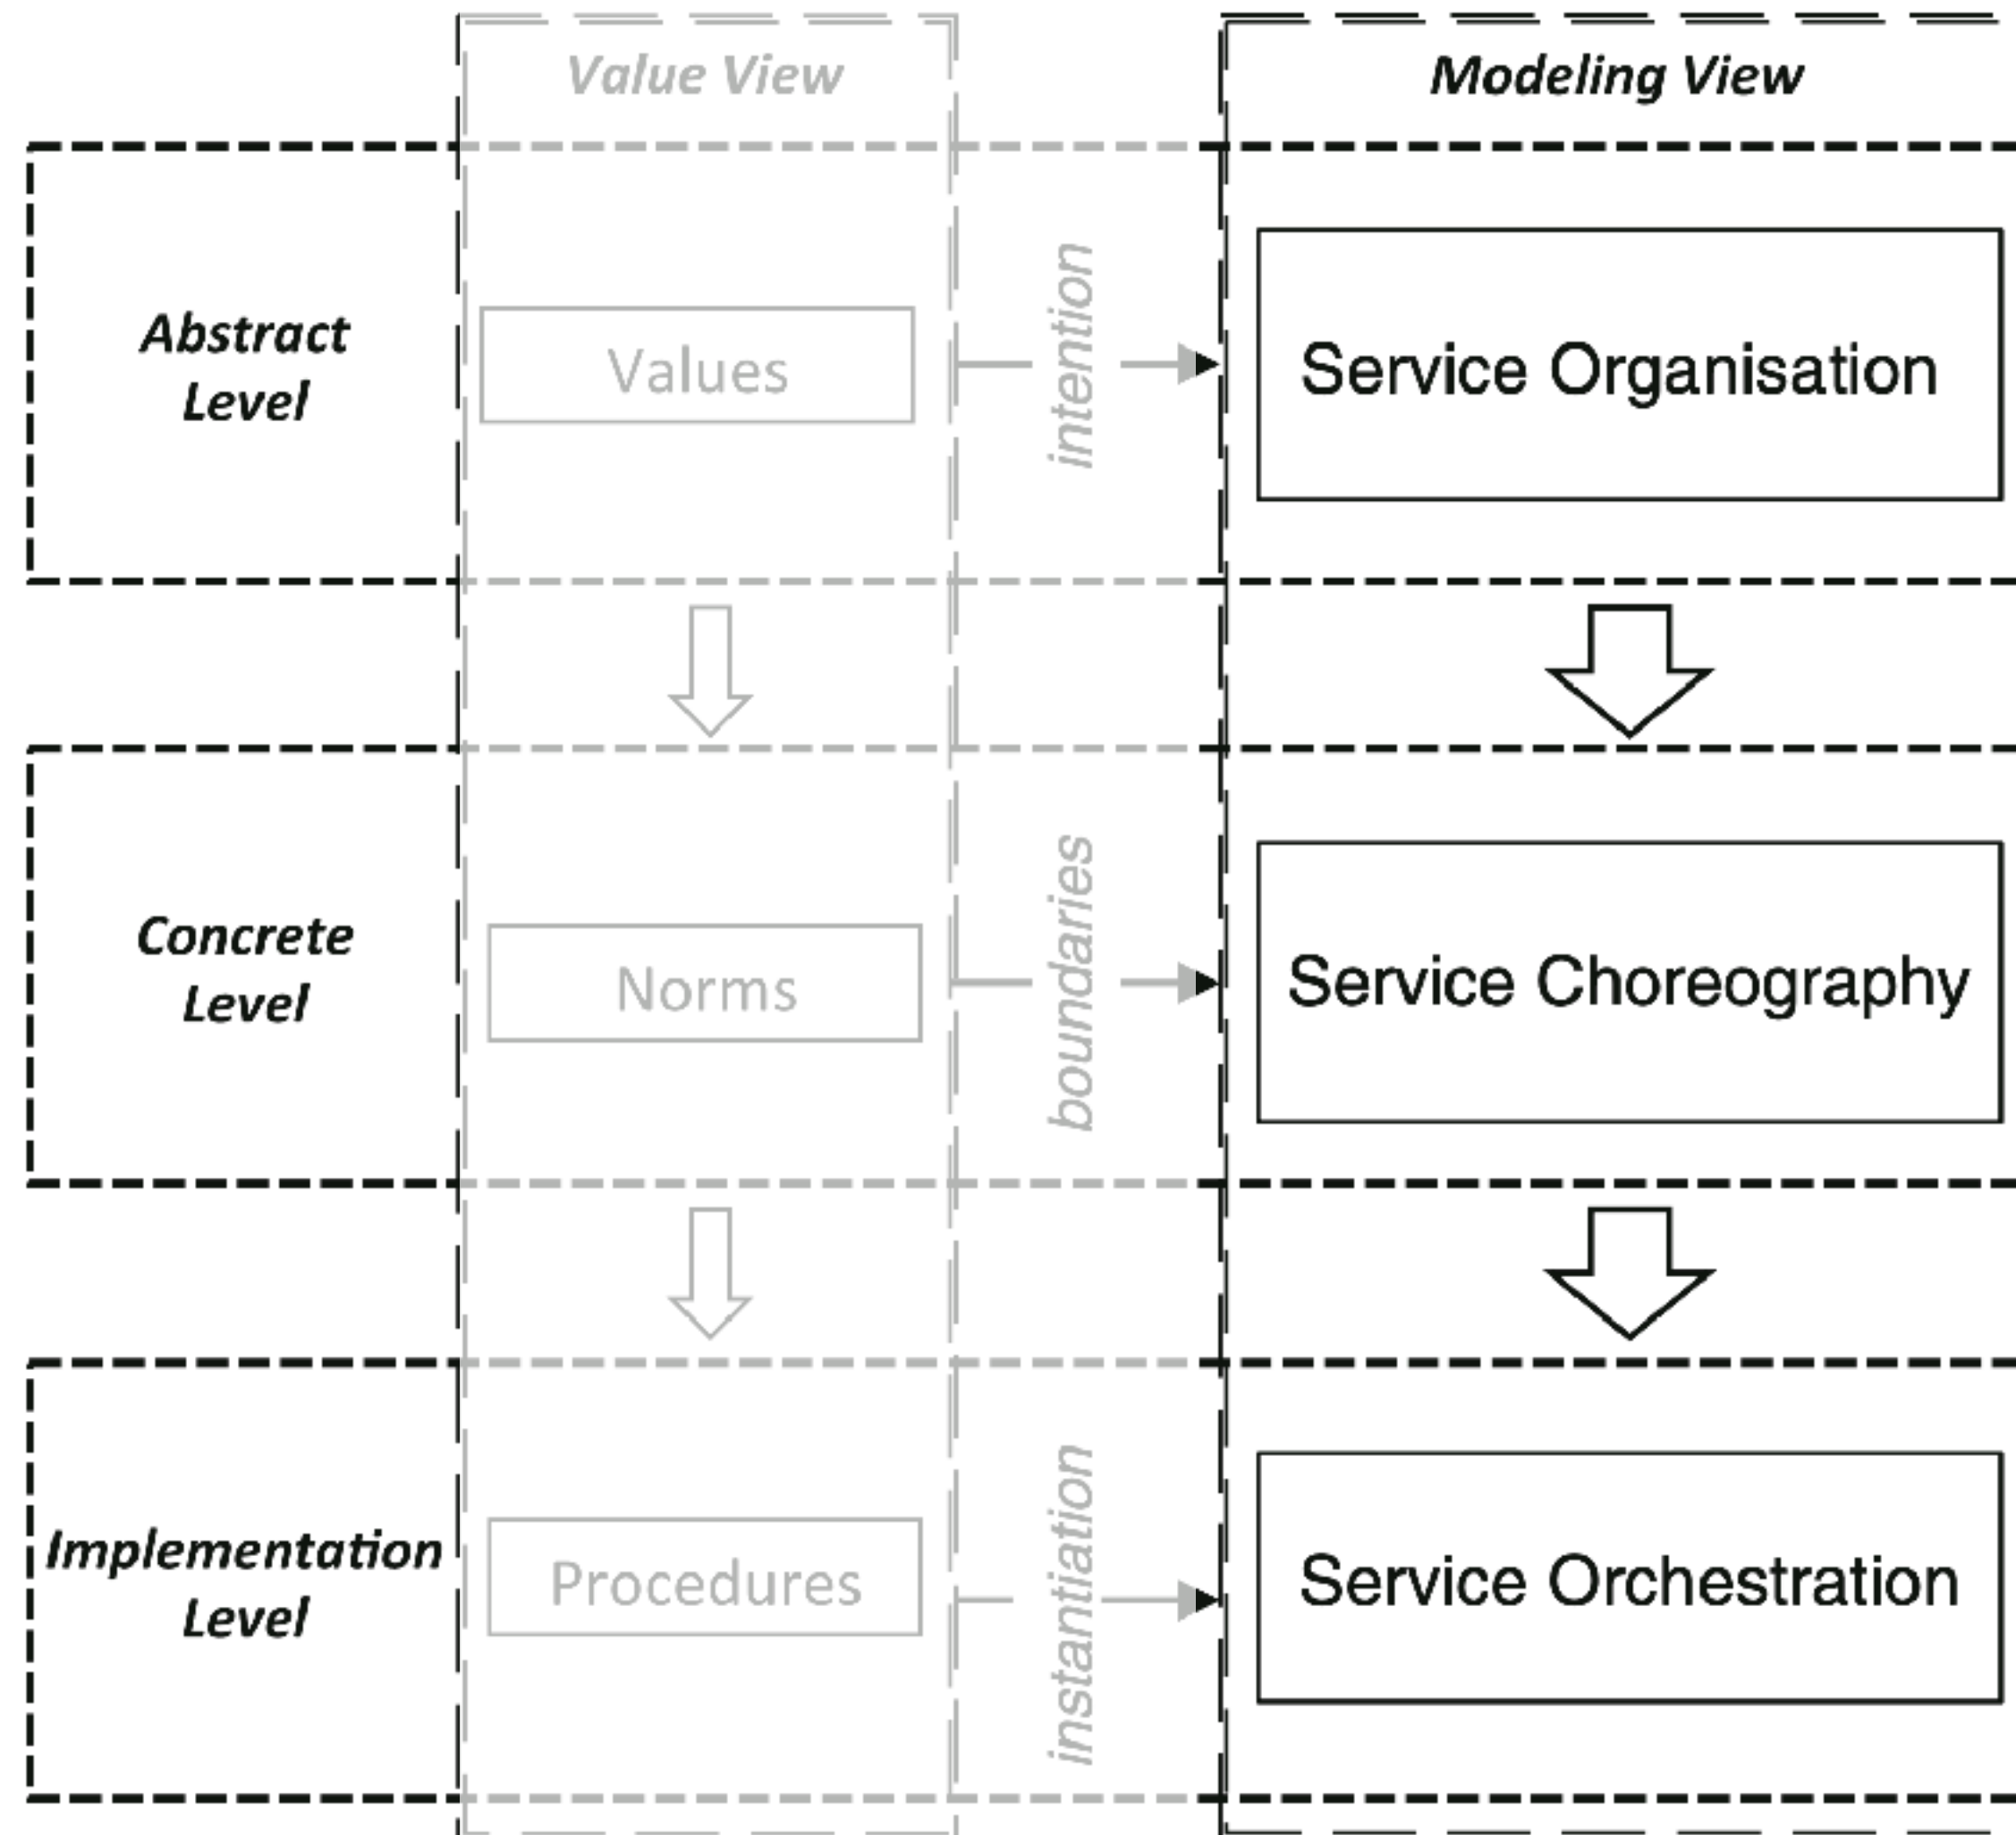 Value View
Modeling View
Abstract
Level
Values
intention
Service Organisation
Concrete
Level
Norms
boundaries
Service Choreography
Implementation
Level
Procedures
instantiation
Service Orchestration